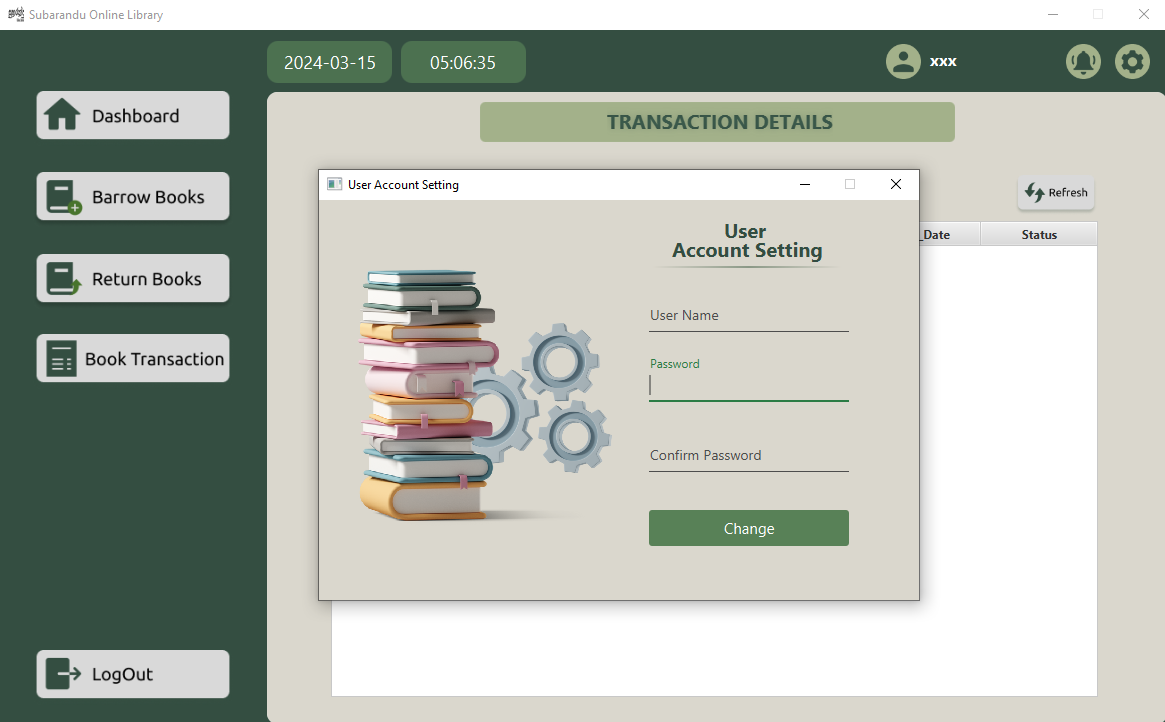 Subarandu Online Library
2024-03-15
05:06:35
xxx
Dashboard
Barrow Books
Return Books
Book Transaction
LogOut
TRANSACTION DETAILS
Refresh
_Date
Status
User Account Setting
User
Account Setting
User Name
Password
Confirm Password
Change